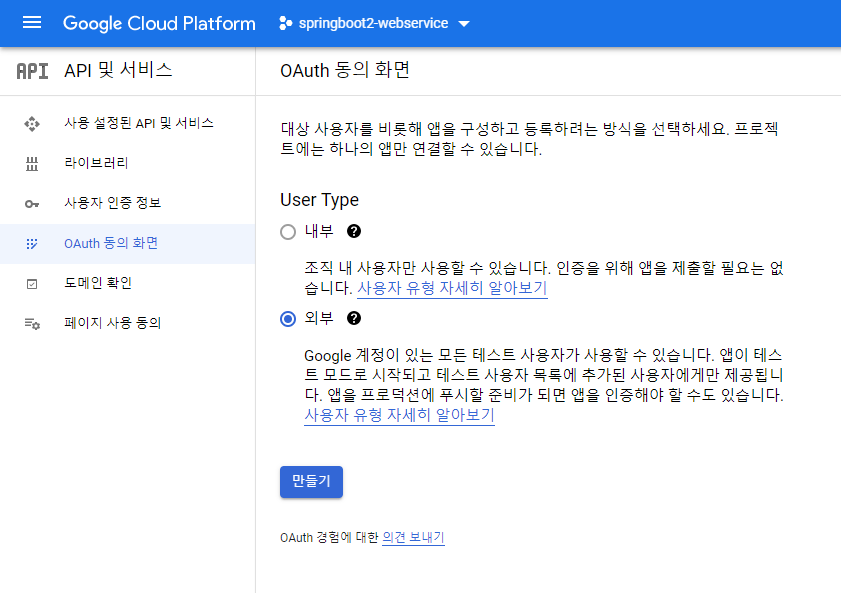 Google Cloud Platform springboot2-webservice
API API 및 서비스
OAuth 동의 화면
사용 설정된 API 및 서비스
라이브러리
사용자 인증 정보
OAuth 동의 화면
도메인 확인
페이지 사용 동의
대상 사용자를 비롯해 앱을 구성하고 등록하려는 방식을 선택하세요. 프로젝
트에는 하나의 앱만 연결할 수 있습니다.
User Type
내부
조직 내 사용자만 사용할 수 있습니다. 인증을 위해 앱을 제출할 필요는 없
습니다. 사용자 유형 자세히 알아보기
외부
Google 계정이 있는 모든 테스트 사용자가 사용할 수 있습니다. 앱이 테스
트 모드로 시작되고 테스트 사용자 목록에 추가된 사용자에게만 제공됩니
다. 앱을 프로덕션에 푸시할 준비가 되면 앱을 인증해야 할 수도 있습니다.
사용자 유형 자세히 알아보기
만들기
OAuth 경험에 대한 의견 보내기